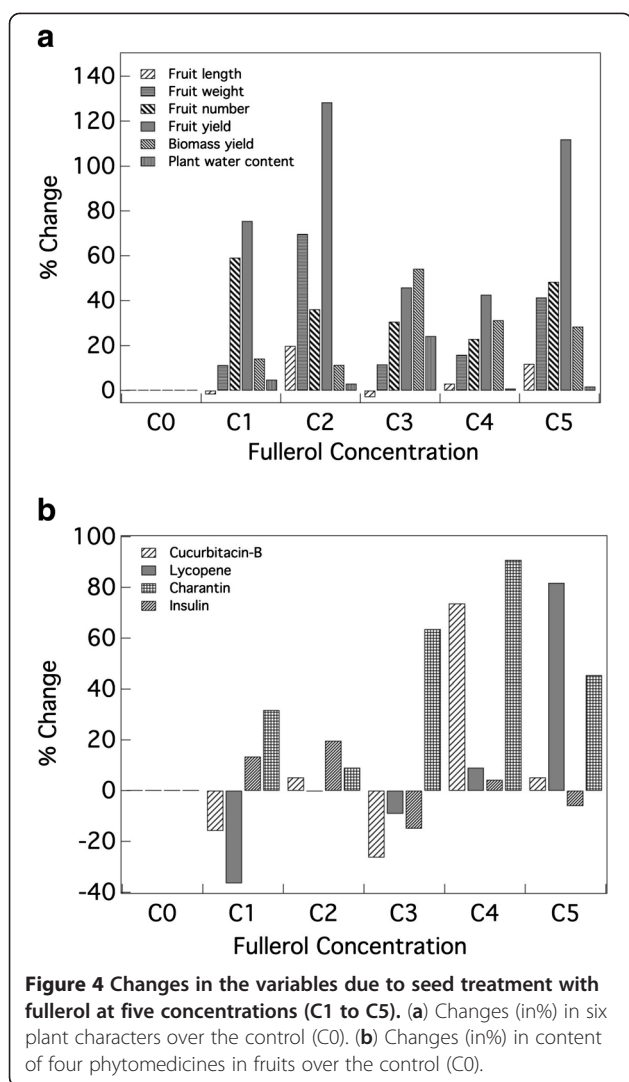 a
140
120
100
80
60
40
20
0
% Change
Fruit length
Fruit weight
Fruit number
Fruit yield
Biomass yield
Plant water content
C0 C1 C2 C3 C4 C5
Fullerol Concentration
b
100
80
60
40
20
0
-20
-40
% Change
Cucurbitacin-B
Lycopene
Charantin
Insulin
C0 C1 C2 C3 C4 C5
Fullerol Concentration
Figure 4 Changes in the variables due to seed treatment with
fullerol at five concentrations (C1 to C5). (a) Changes (in%) in six
plant characters over the control (C0). (b) Changes (in%) in content
of four phytomedicines in fruits over the control (C0).